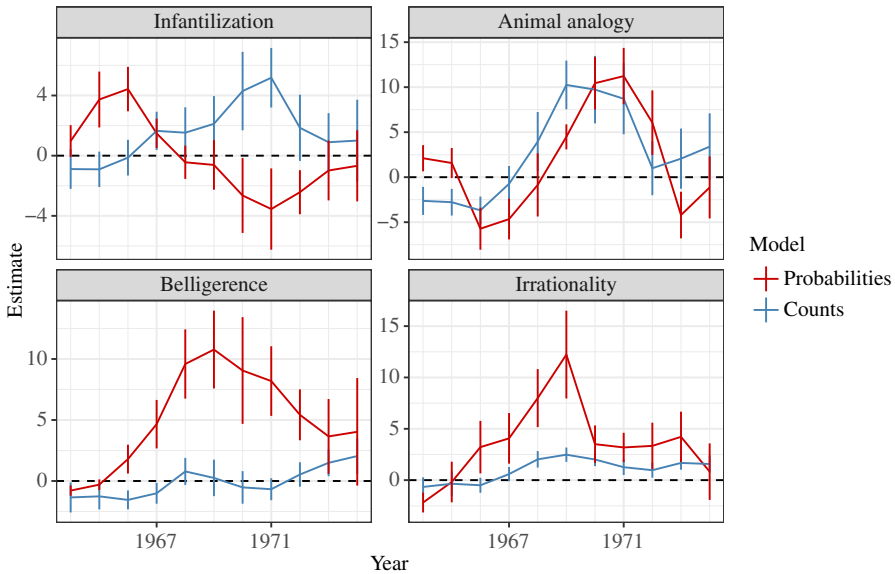 Infantilization
Animal analogy
4
0
−4
15
10
5
0
−5
Estimate
Model
Probabilities
Counts
Belligerence
Irrationality
10
5
0
15
10
5
0
1967
1971
1967
1971
Year